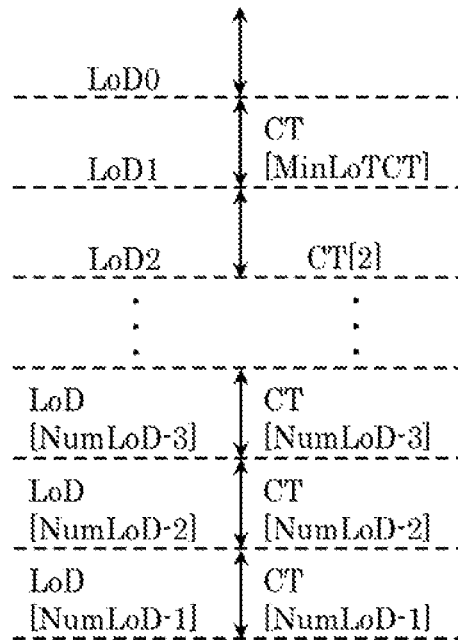 LoD0
LoD1
CT
[MinLoTCT]
LoD2
CT[2]
LoD
[NumLoD-3]
CT
[NumLoD-3]
LoD
[NumLoD-2]
CT
[NumLoD-2]
LoD
[NumLoD-1]
CT
[NumLoD-1]